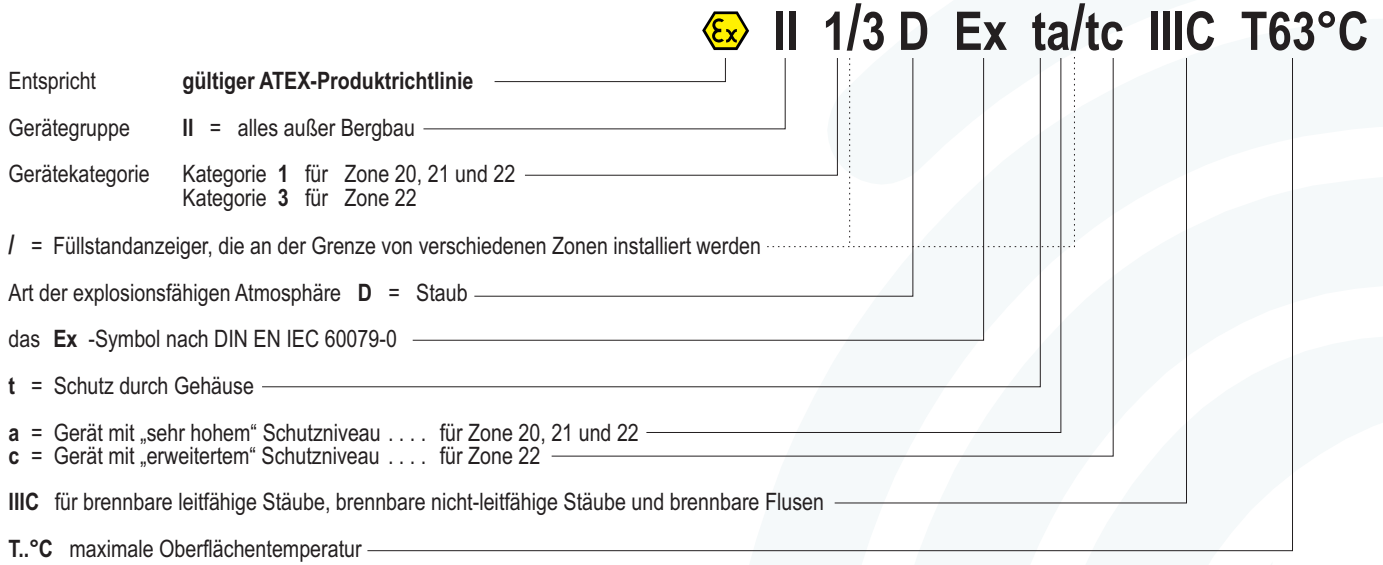 Ex II 1/3 D Ex ta/tc IIIC T63°C
Entspricht gültiger ATEX-Produktrichtlinie
Gerätegruppe II = alles außer Bergbau
Gerätekategorie Kategorie 1 für Zone 20, 21 und 22
Kategorie 3 für Zone 22
/ = Füllstandanzeiger, die an der Grenze von verschiedenen Zonen installiert werden
Art der explosionsfähigen Atmosphäre D = Staub
das Ex -Symbol nach DIN EN IEC 60079-0
t = Schutz durch Gehäuse
a = Gerät mit „sehr hohem“ Schutzniveau . . . . für Zone 20, 21 und 22
c = Gerät mit „erweitertem“ Schutzniveau . . . . für Zone 22
IIIC für brennbare leitfähige Stäube, brennbare nicht-leitfähige Stäube und brennbare Flusen
T..°C maximale Oberflächentemperatur